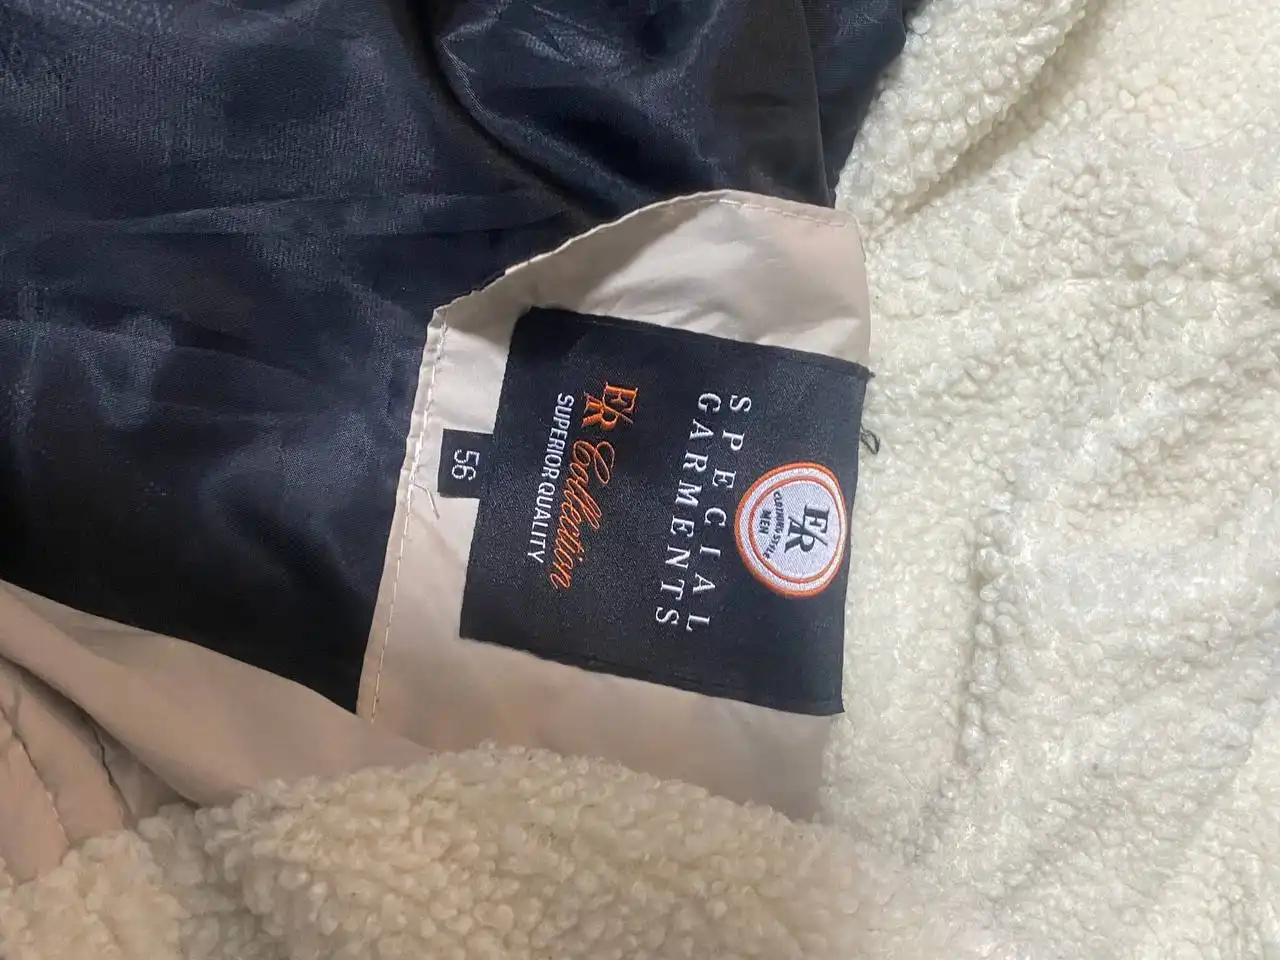 F/R
CLOTHING STYLE
MEN
SPECIAL
GARMENTS
F/R Collection
SUPERIOR QUALITY
56